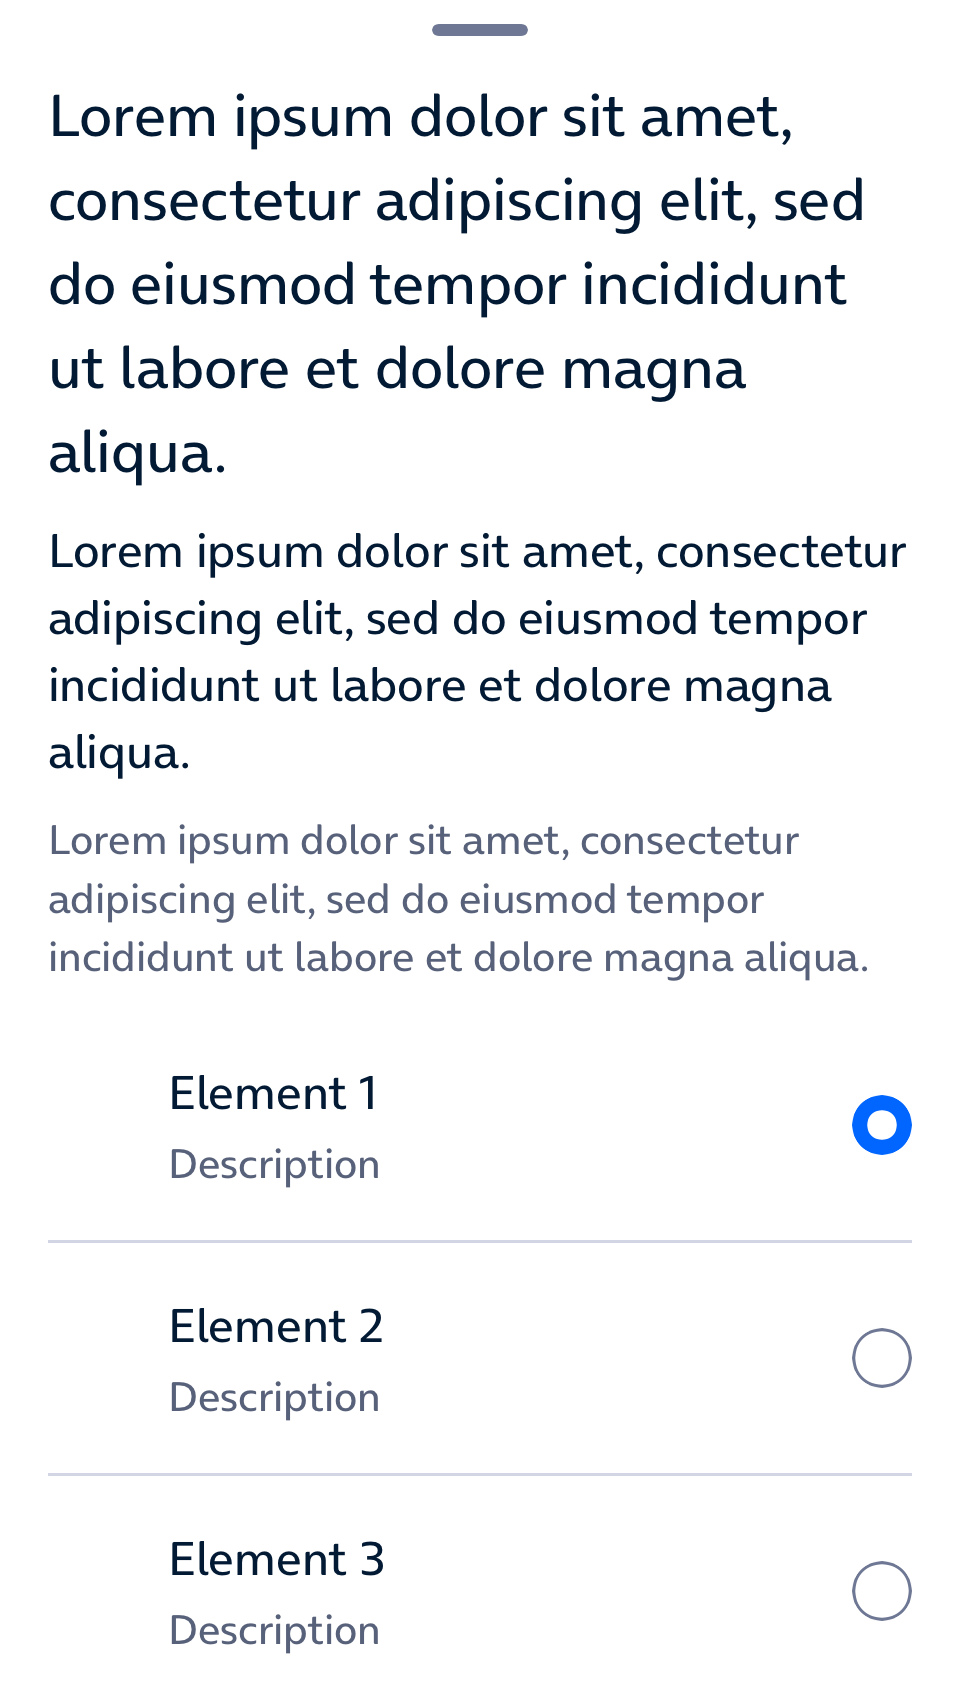 Lorem ipsum dolor sit amet,
consectetur adipiscing elit, sed
do eiusmod tempor incididunt
ut labore et dolore magna
aliqua.
Lorem ipsum dolor sit amet, consectetur
adipiscing elit, sed do eiusmod tempor
incididunt ut labore et dolore magna
aliqua.
Lorem ipsum dolor sit amet, consectetur
adipiscing elit, sed do eiusmod tempor
incididunt ut labore et dolore magna aliqua.
Element 1
Description
Element 2
Description
Element 3
Description